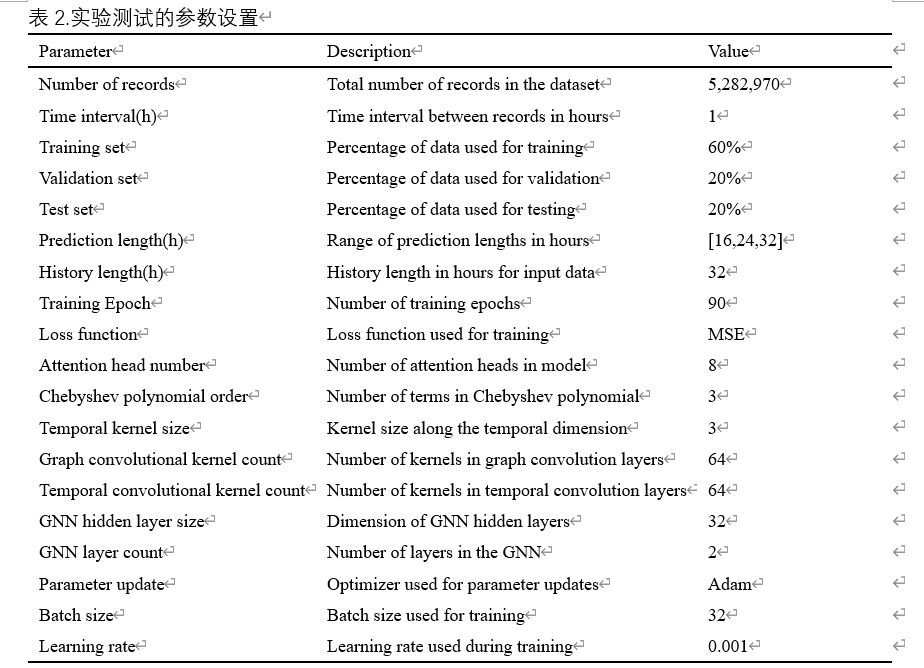 表 2.实验测试的参数设置
Parameter Description Value
Number of records Total number of records in the dataset 5,282,970
Time interval(h) Time interval between records in hours 1
Training set Percentage of data used for training 60%
Validation set Percentage of data used for validation 20%
Test set Percentage of data used for testing 20%
Prediction length(h) Range of prediction lengths in hours [16,24,32]
History length(h) History length in hours for input data 32
Training Epoch Number of training epochs 90
Loss function Loss function used for training MSE
Attention head number Number of attention heads in model 8
Chebyshev polynomial order Number of terms in Chebyshev polynomial 3
Temporal kernel size Kernel size along the temporal dimension 3
Graph convolutional kernel count Number of kernels in graph convolution layers 64
Temporal convolutional kernel count Number of kernels in temporal convolution layers 64
GNN hidden layer size Dimension of GNN hidden layers 32
GNN layer count Number of layers in the GNN 2
Parameter update Optimizer used for parameter updates Adam
Batch size Batch size used for training 32
Learning rate Learning rate used during training 0.001